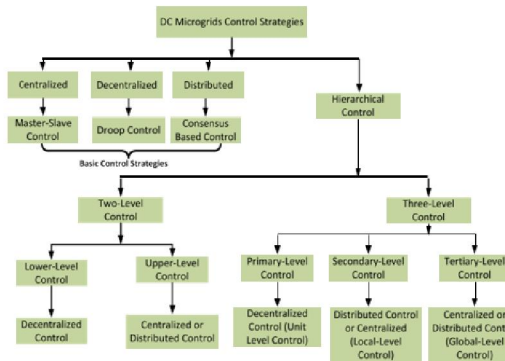 DC Microgrids Control Strategies
Centralized
Decentralized
Distributed
Hierarchical
Control
Master-Slave
Control
Droop Control
Consensus
Based Control
Basic Control Strategies
Two-Level
Control
Three-Level
Control
Lower-Level
Control
Upper-Level
Control
Primary-Level
Control
Secondary-Level
Control
Tertiary-Level
Control
Decentralized
Control
Centralized or
Distributed Control
Decentralized
Control (Unit
Level Control)
Distributed Control
or Centralized
(Local-Level
Control)
Centralized or
Distributed Contr
(Global-Level
Control)